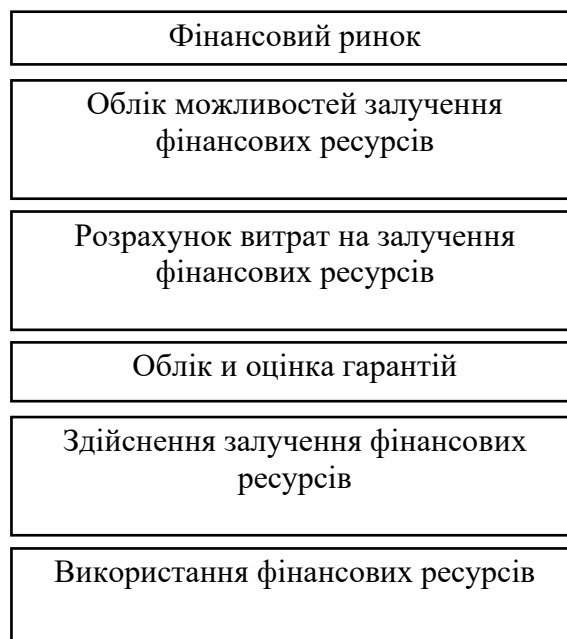 Фінансовий ринок
Облік можливостей залучення
фінансових ресурсів
Розрахунок витрат на залучення
фінансових ресурсів
Облік и оцінка гарантій
Здійснення залучення фінансових
ресурсів
Використання фінансових ресурсів